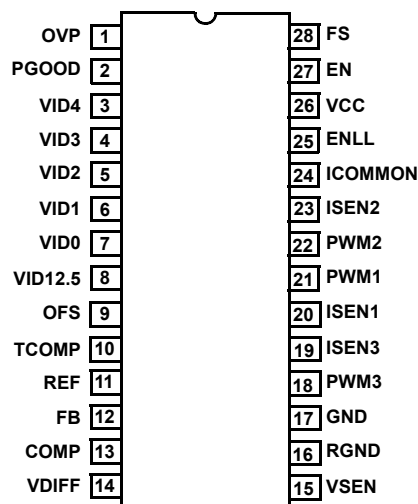 OVP 1 28 FS
PGOOD 2 27 EN
VID4 3 26 VCC
VID3 4 25 ENLL
VID2 5 24 ICOMMON
VID1 6 23 ISEN2
VID0 7 22 PWM2
VID12.5 8 21 PWM1
OFS 9 20 ISEN1
TCOMP 10 19 ISEN3
REF 11 18 PWM3
FB 12 17 GND
COMP 13 16 RGND
VDIFF 14 15 VSEN